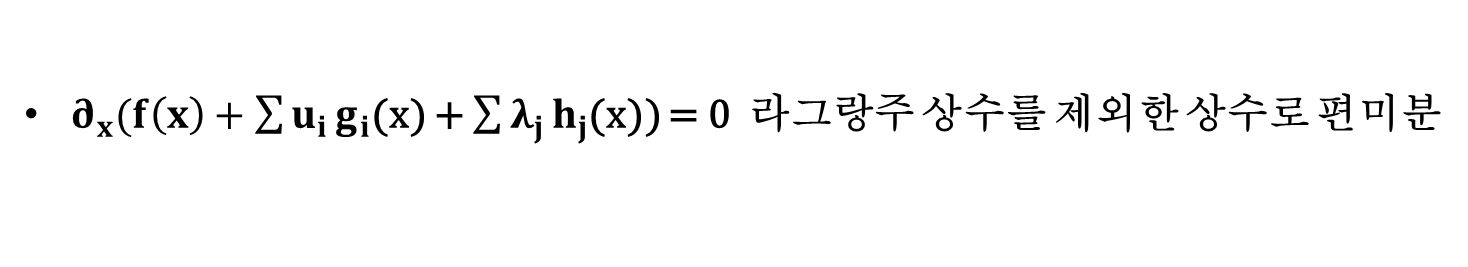 • ∂ₓ(f(x) + ∑ uᵢ gᵢ(x) + ∑ λⱼ hⱼ(x)) = 0 라그랑주 상수를 제외한 상수로 편미분